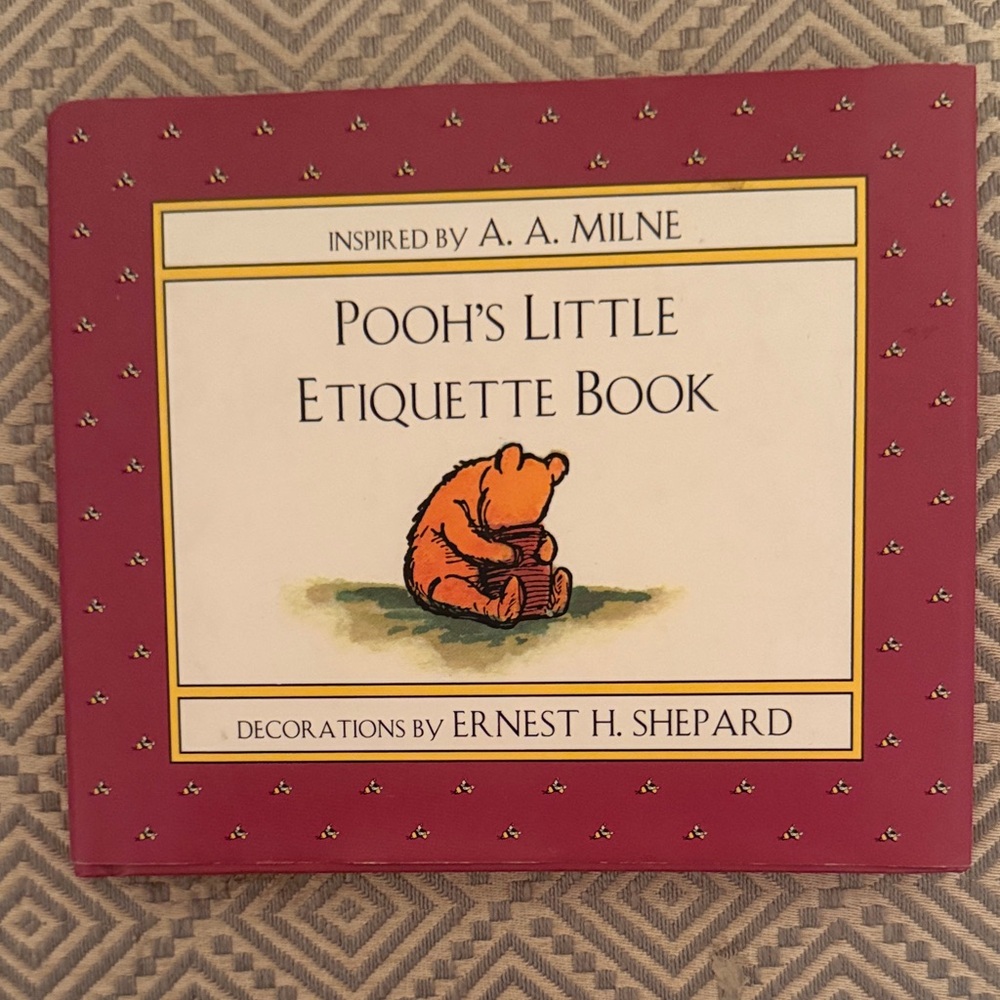 INSPIRED By A. A. MILNE
POOH'S LITTLE
ETIQUETTE BOOK
DECORATIONS By ERNEST H. SHEPARD